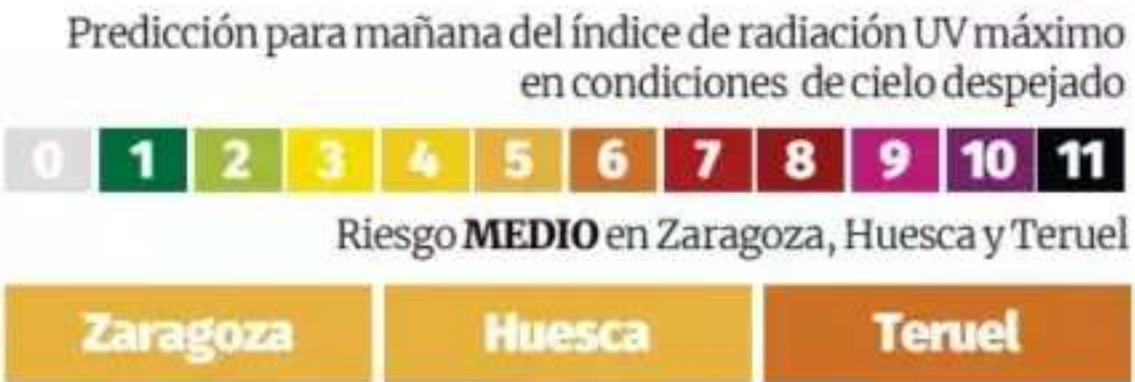 Predicción para mañana del índice de radiación UV máximo
en condiciones de cielo despejado
0 1 2 3 4 5 6 7 8 9 10 11
Riesgo MEDIO en Zaragoza, Huesca y Teruel
Zaragoza Huesca Teruel